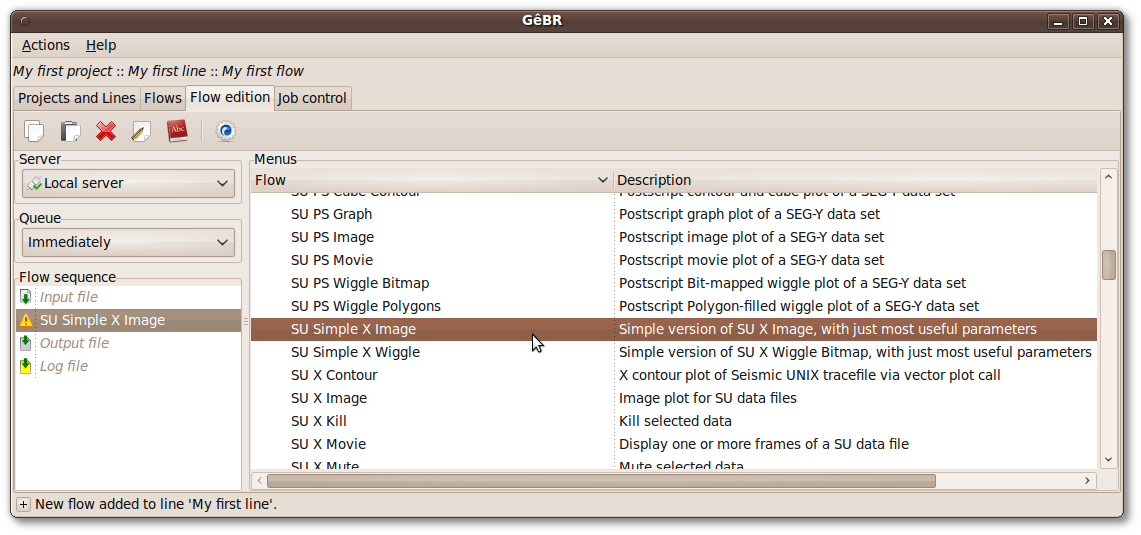 GêBR
Actions Help
My first project :: My first line :: My first flow
Projects and Lines Flows Flow edition Job control
Abc
Server
Local server
Queue
Immediately
Flow sequence
Input file
SU Simple X Image
Output file
Log file
Menus
Flow Description
SU PS Cube Contour Postscript contour and cube plot of a SEG-Y data set
SU PS Graph Postscript graph plot of a SEG-Y data set
SU PS Image Postscript image plot of a SEG-Y data set
SU PS Movie Postscript movie plot of a SEG-Y data set
SU PS Wiggle Bitmap Postscript Bit-mapped wiggle plot of a SEG-Y data set
SU PS Wiggle Polygons Postscript Polygon-filled wiggle plot of a SEG-Y data set
SU Simple X Image Simple version of SU X Image, with just most useful parameters
SU Simple X Wiggle Simple version of SU X Wiggle Bitmap, with just most useful parameters
SU X Contour X contour plot of Seismic UNIX tracefile via vector plot call
SU X Image Image plot for SU data files
SU X Kill Kill selected data
SU X Movie Display one or more frames of a SU data file
SU X Mute Mute selected data
New flow added to line 'My first line'.